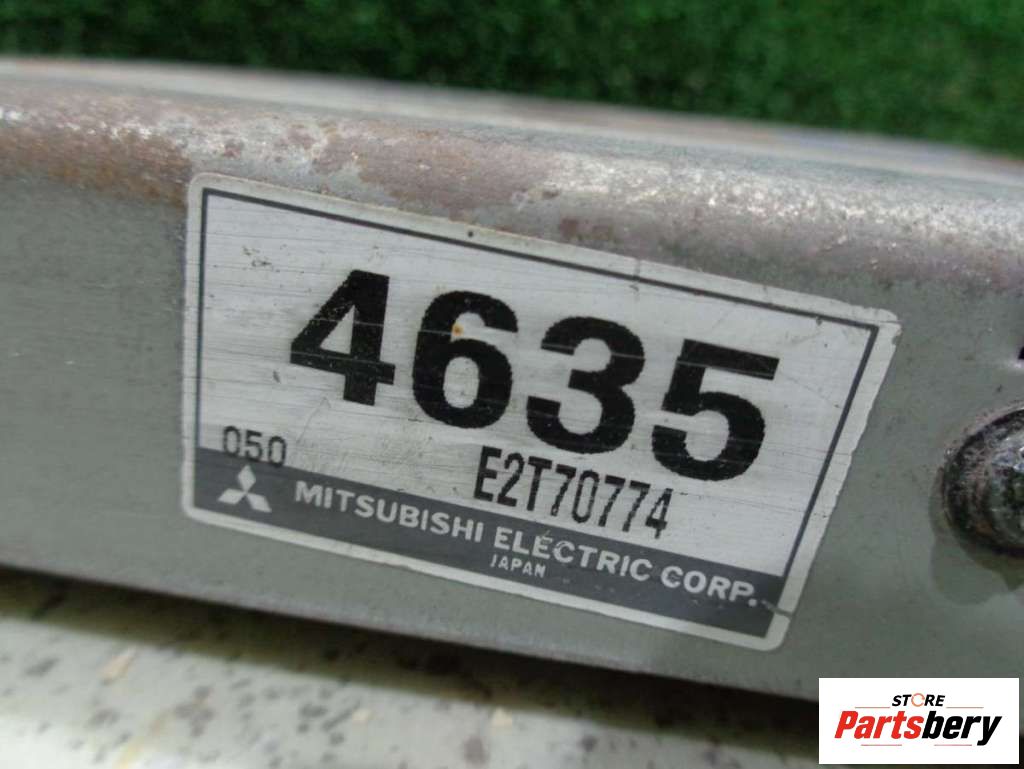 4635
050 E2T70774
MITSUBISHI ELECTRIC CORP.
JAPAN
STORE
Partsbery